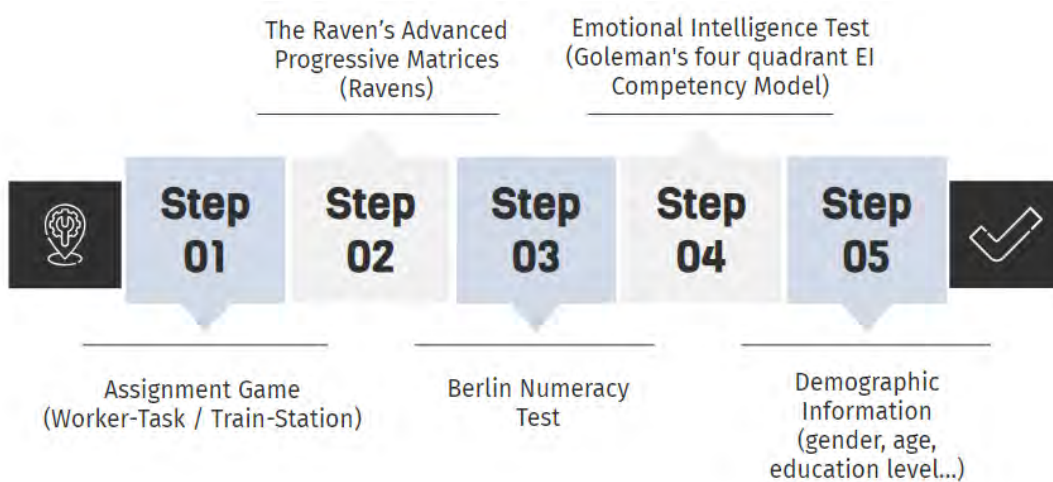 The Raven’s Advanced
Progressive Matrices
(Ravens)
Emotional Intelligence Test
(Goleman's four quadrant EI
Competency Model)
Step
01
Step
02
Step
03
Step
04
Step
05
Assignment Game
(Worker-Task / Train-Station)
Berlin Numeracy
Test
Demographic
Information
(gender, age,
education level...)